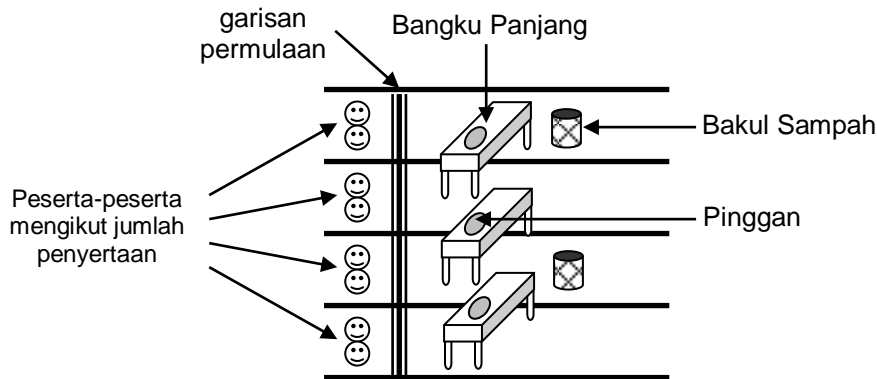 garisan
permulaan
Bangku Panjang
Bakul Sampah
Peserta-peserta
mengikut jumlah
penyertaan
Pinggan